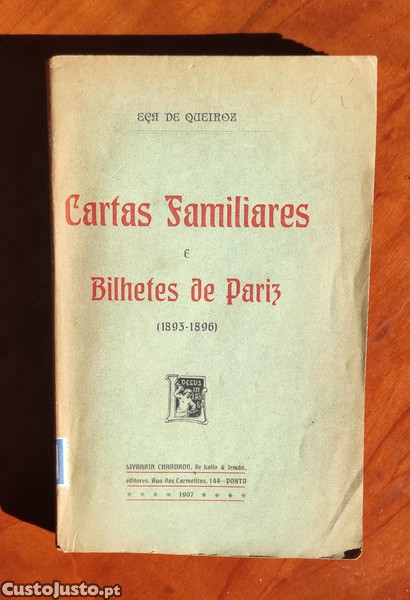 EÇA DE QUEIROZ
Cartas Familiares
E
Bilhetes de Pariz
(1893-1896)
LIVRARIA CHARDRON, de Lello & Irmão,
editores. Rua das Carmelitas, 144—PORTO
* * * * 1907 * * * *
CustoJusto.pt